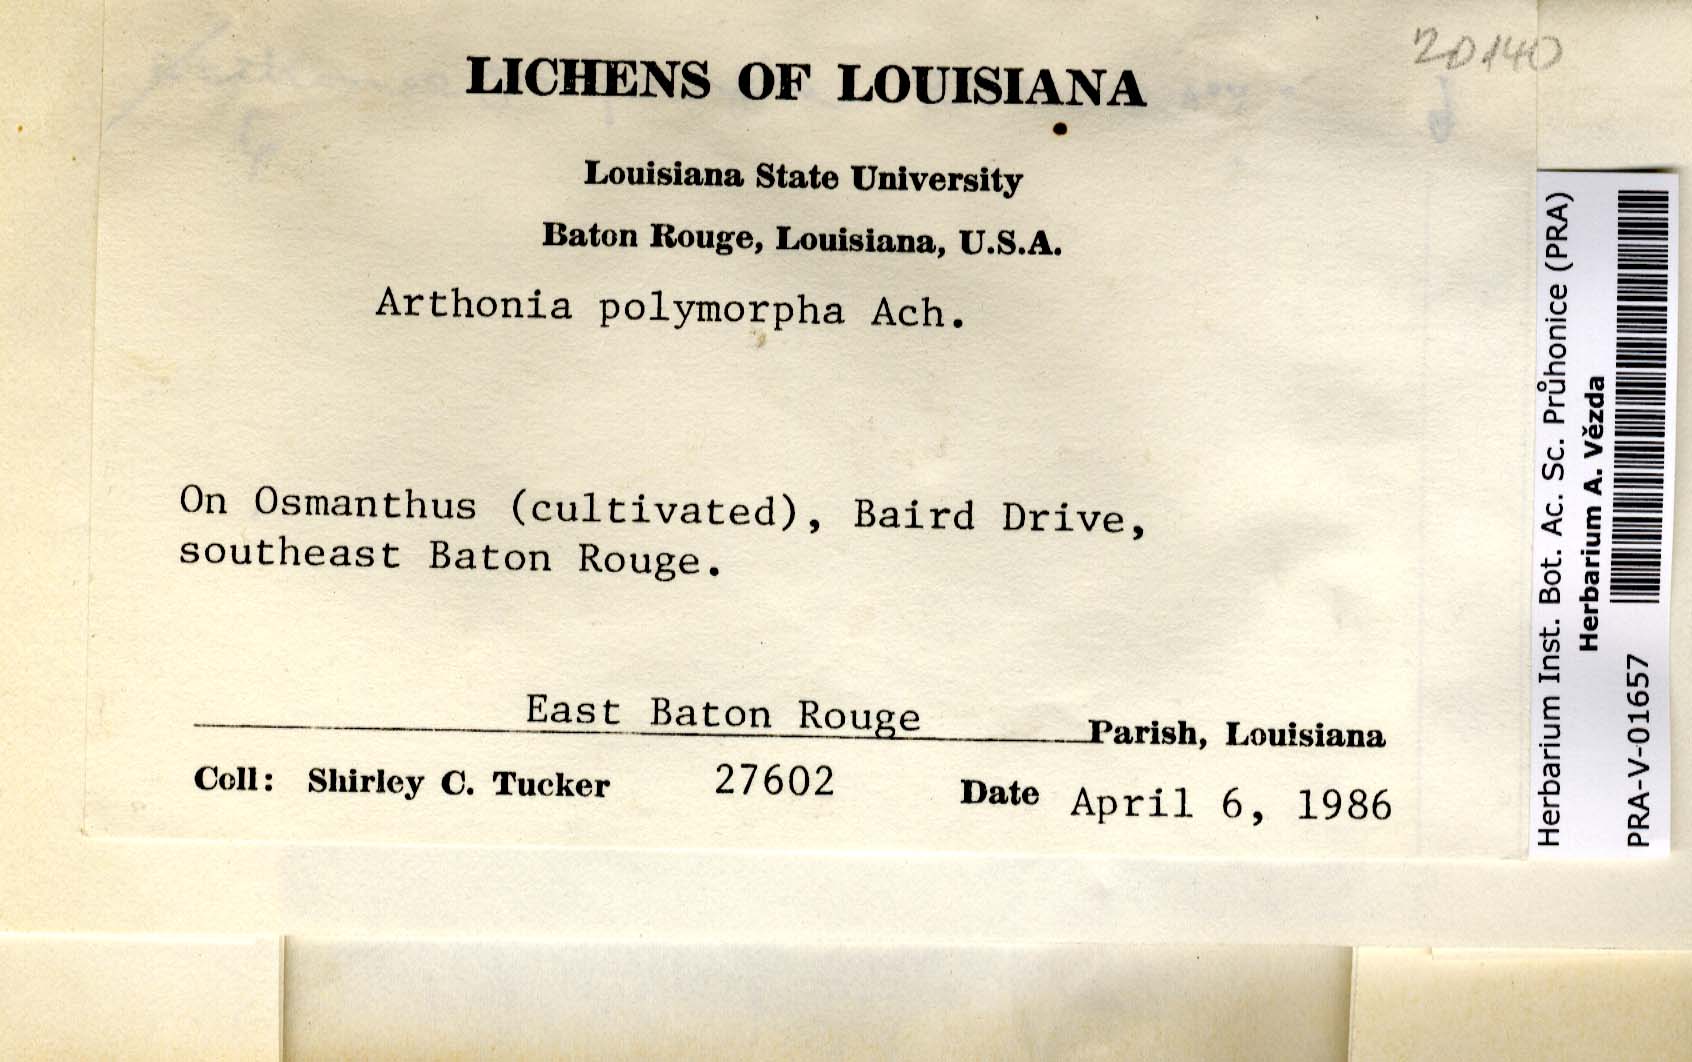 20140
LICHENS OF LOUISIANA
Louisiana State University
Baton Rouge, Louisiana, U.S.A.
Arthonia polymorpha Ach.
On Osmanthus (cultivated), Baird Drive,
southeast Baton Rouge.
East Baton Rouge Parish, Louisiana
Coll: Shirley C. Tucker 27602 Date April 6, 1986
Herbarium Inst. Bot. Ac. Sc. Průhonice (PRA)
Herbarium A. Vězda
PRA-V-01657